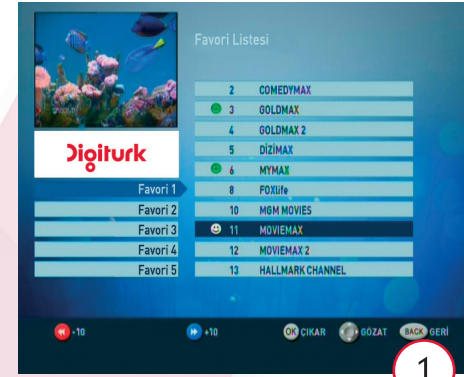 Favori Listesi
2 COMEDYMAX
3 GOLDMAX
4 GOLDMAX 2
5 DİZİMAX
6 MYMAX
8 FOXlife
10 MGM MOVIES
11 MOVIEMAX
12 MOVIEMAX 2
13 HALLMARK CHANNEL
Digiturk
Favori 1
Favori 2
Favori 3
Favori 4
Favori 5
-10 +10 OK ÇIKAR GÖZAT BACK GERİ
1